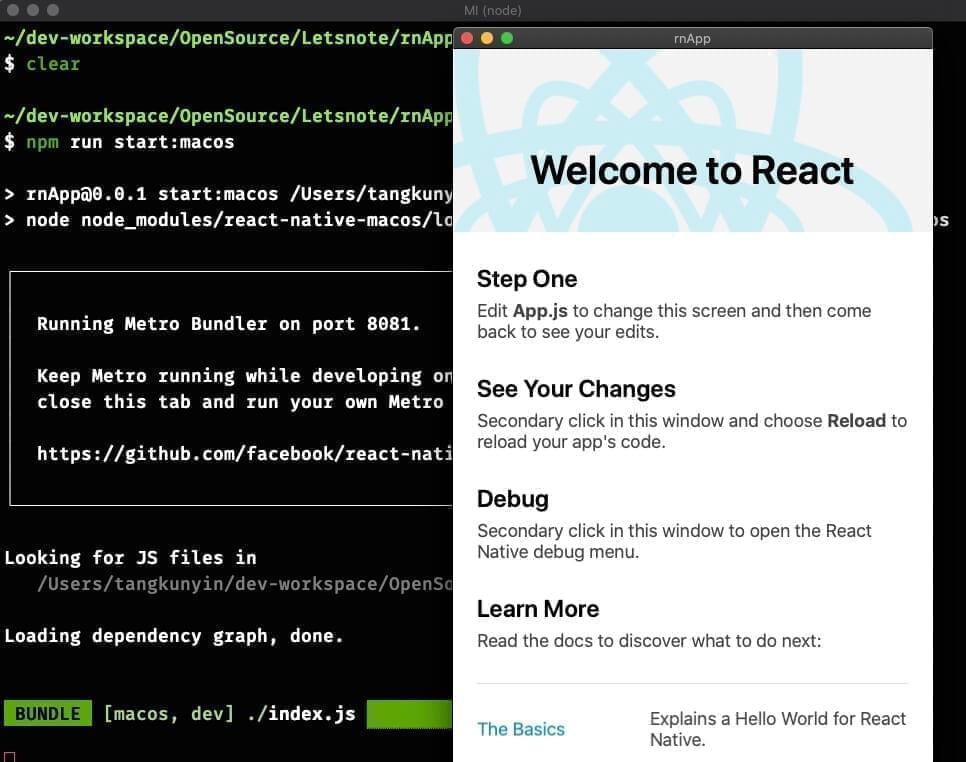 MI (node)
~/dev-workspace/OpenSource/Letsnote/rnApp
$ clear
~/dev-workspace/OpenSource/Letsnote/rnApp
$ npm run start:macos
> rnApp@0.0.1 start:macos /Users/tangkuny
> node node_modules/react-native-macos/lo
os
Running Metro Bundler on port 8081.
Keep Metro running while developing on
close this tab and run your own Metro
https://github.com/facebook/react-nati
Looking for JS files in
/Users/tangkunyin/dev-workspace/OpenSo
Loading dependency graph, done.
BUNDLE [macos, dev] ./index.js
rnApp
Welcome to React
Step One
Edit App.js to change this screen and then come
back to see your edits.
See Your Changes
Secondary click in this window and choose Reload to
reload your app's code.
Debug
Secondary click in this window to open the React
Native debug menu.
Learn More
Read the docs to discover what to do next:
The Basics
Explains a Hello World for React
Native.